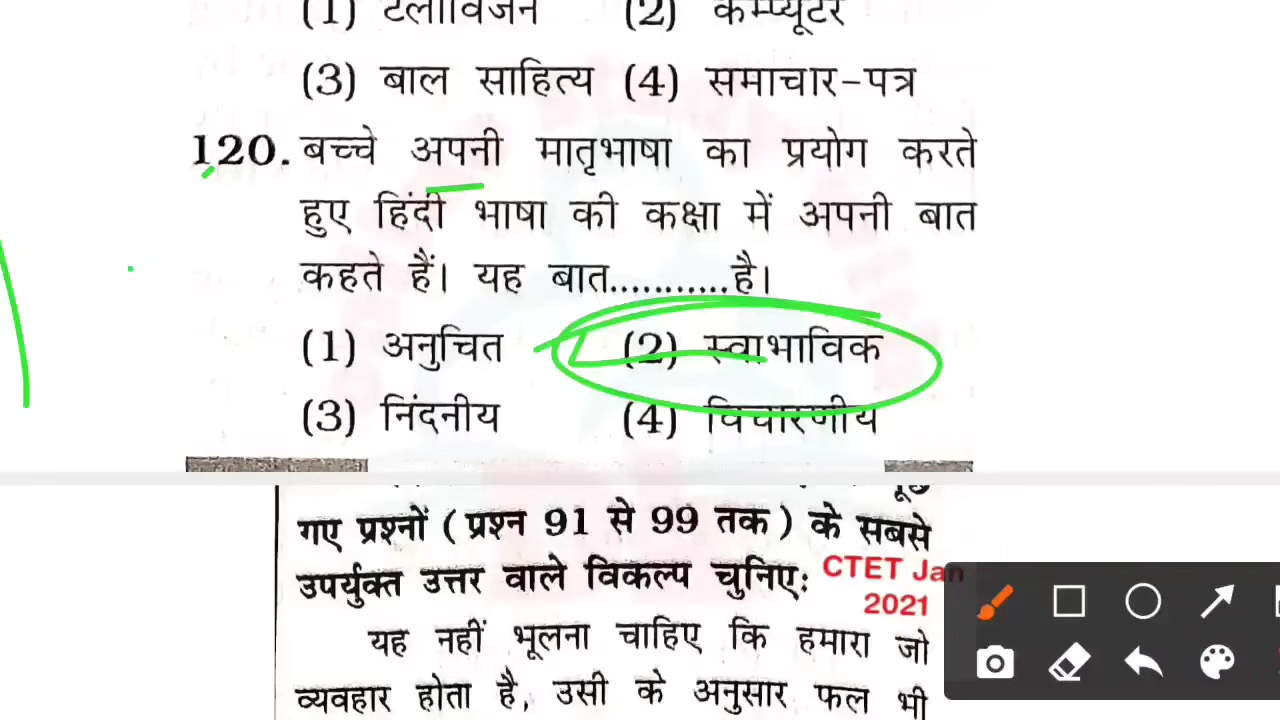 (1) टेलीविजन (2) कम्प्यूटर
(3) बाल साहित्य (4) समाचार-पत्र
120. बच्चे अपनी मातृभाषा का प्रयोग करते
हुए हिंदी भाषा की कक्षा में अपनी बात
कहते हैं। यह बात...........है।
(1) अनुचित (2) स्वाभाविक
(3) निंदनीय (4) विचारणीय
गए प्रश्नों ( प्रश्न 91 से 99 तक ) के सबसे
उपर्युक्त उत्तर वाले विकल्प चुनिए:
CTET Jan
2021
यह नहीं भूलना चाहिए कि हमारा जो
व्यवहार होता है, उसी के अनुसार फल भी